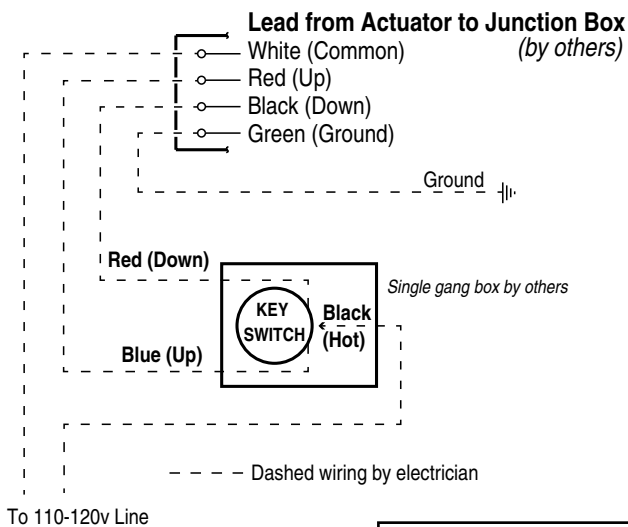 Lead from Actuator to Junction Box
White (Common)
(by others)
Red (Up)
Black (Down)
Green (Ground)
Ground
Red (Down)
Single gang box by others
KEY
SWITCH
Black
(Hot)
Blue (Up)
Dashed wiring by electrician
To 110-120v Line